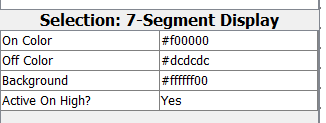 Selection: 7-Segment Display
On Color #f00000
Off Color #dcdcdc
Background #ffffff00
Active On High? Yes